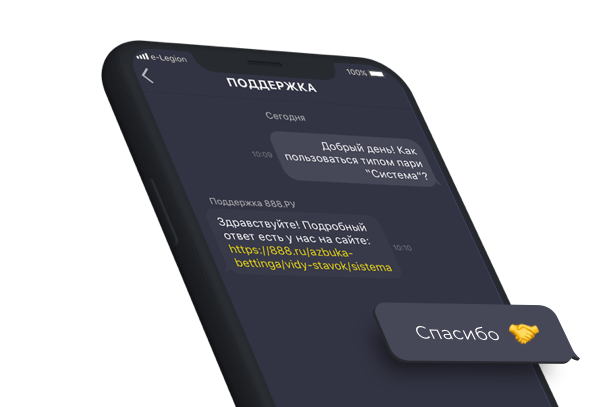 e-Legion
100%
ПОДДЕРЖКА
Сегодня
Добрый день! Как
10:09
пользоваться типом пари
"Система"?
Поддержка 888.РУ
Здравствуйте! Подробный
ответ есть у нас на сайте:
10:10
https://888.ru/azbuka-
bettinga/vidy-stavok/sistema
Спасибо 🤝